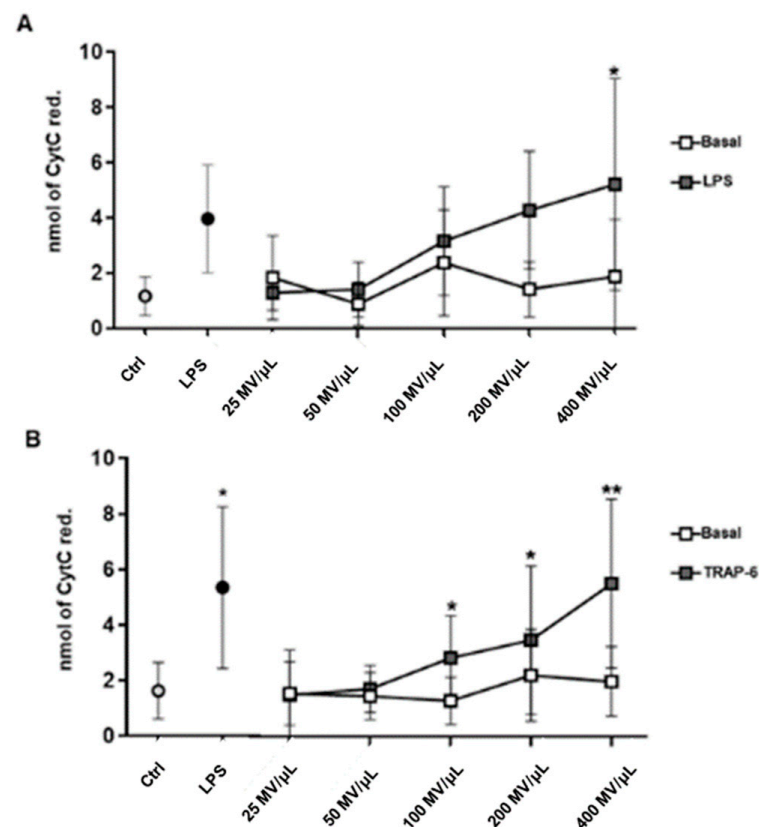 A
10
8
6
4
2
0
nmol of CytC red.
*
Basal
LPS
Ctrl
LPS
25 MV/µL
50 MV/µL
100 MV/µL
200 MV/µL
400 MV/µL
B
10
8
6
4
2
0
nmol of CytC red.
*
*
*
**
Basal
TRAP-6
Ctrl
LPS
25 MV/µL
50 MV/µL
100 MV/µL
200 MV/µL
400 MV/µL